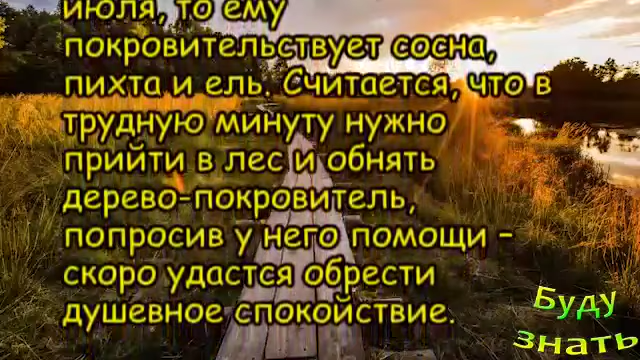 июля, то ему
покровительствует сосна,
пихта и ель. Считается, что в
трудную минуту нужно
прийти в лес и обнять
дерево-покровитель,
попросив у него помощи –
скоро удастся обрести
душевное спокойствие.
Буду
знать